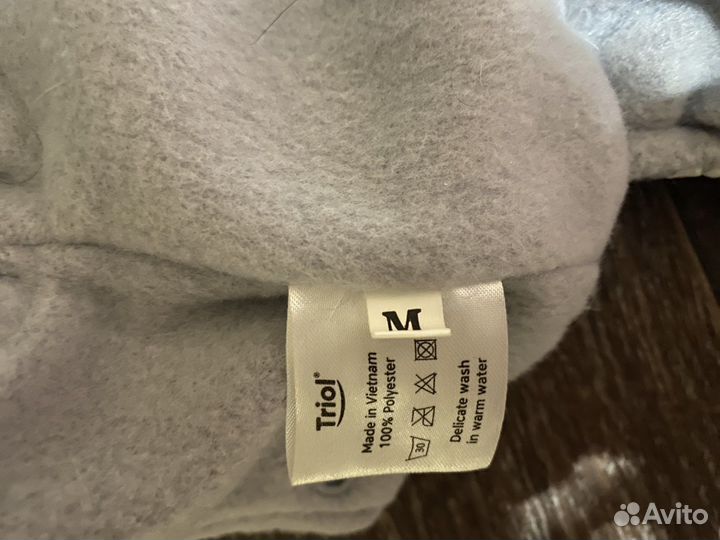 M
Triol®
Made in Vietnam
100% Polyester
30
Delicate wash
in warm water
Avito